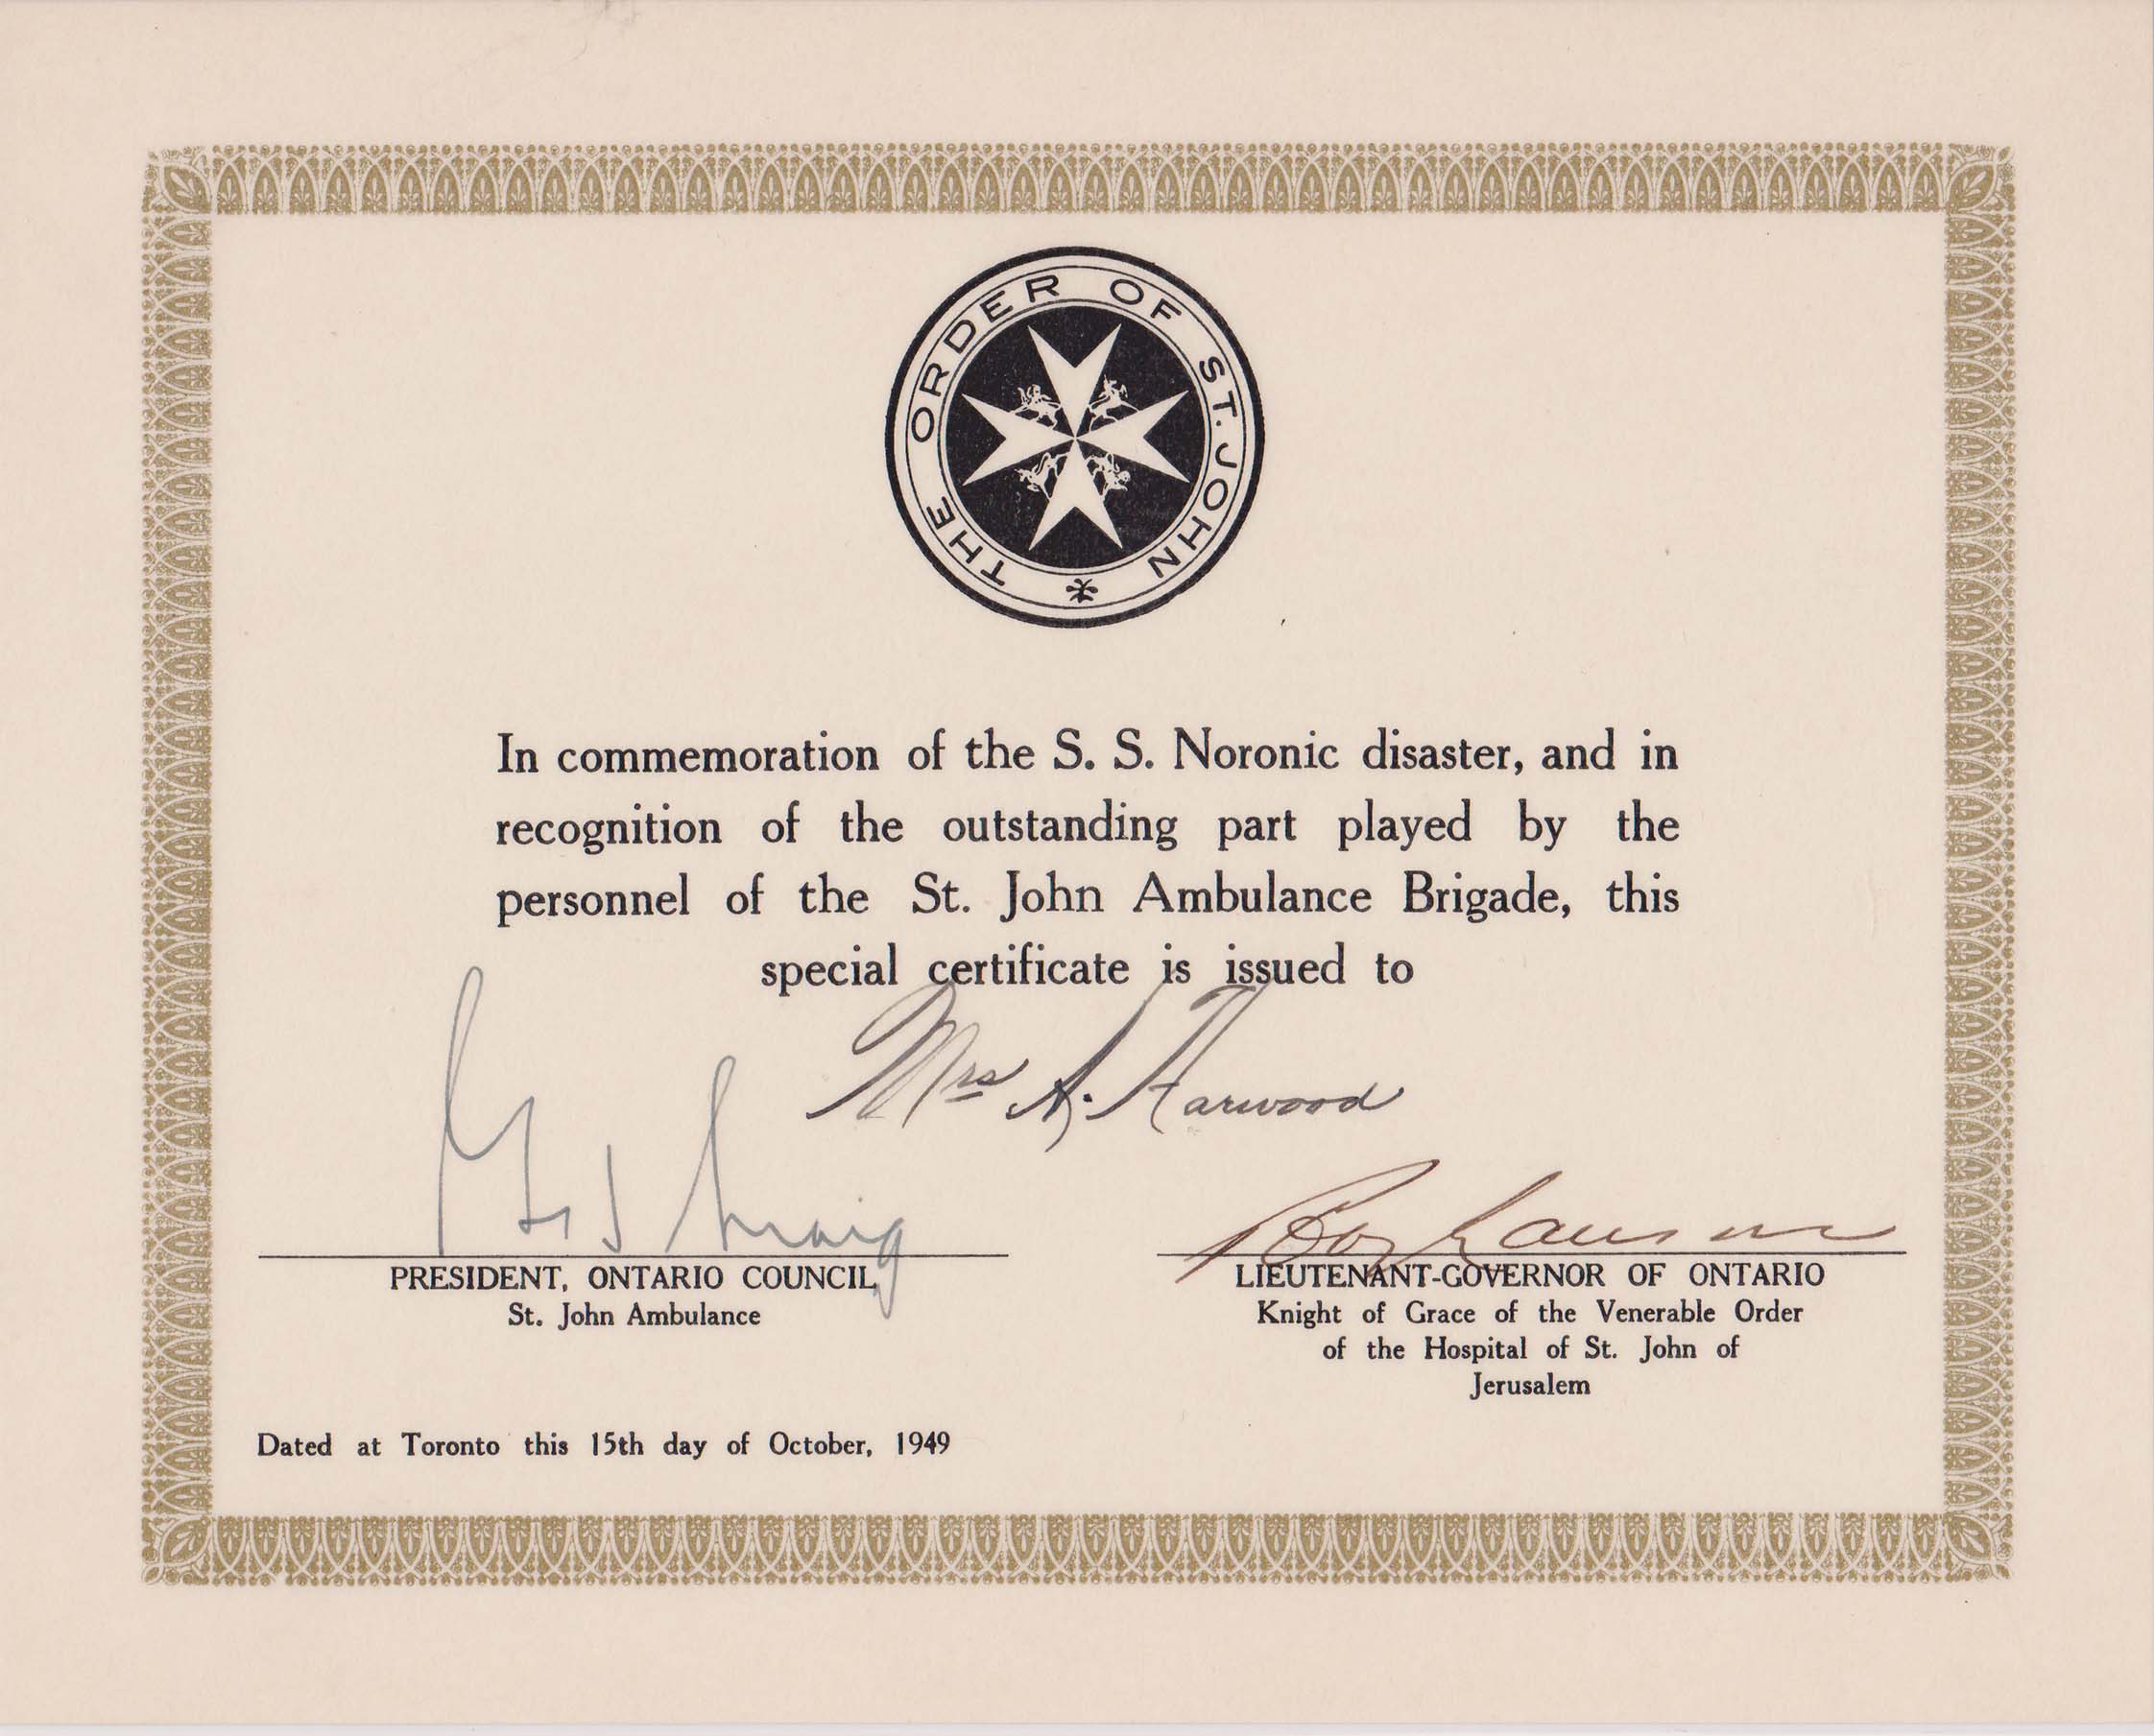 THE ORDER OF ST. JOHN
In commemoration of the S. S. Noronic disaster, and in
recognition of the outstanding part played by the
personnel of the St. John Ambulance Brigade, this
special certificate is issued to
Mrs A. Harwood
Craig
PRESIDENT, ONTARIO COUNCIL,
St. John Ambulance
Ray Lawson
LIEUTENANT-GOVERNOR OF ONTARIO
Knight of Grace of the Venerable Order
of the Hospital of St. John of
Jerusalem
Dated at Toronto this 15th day of October, 1949